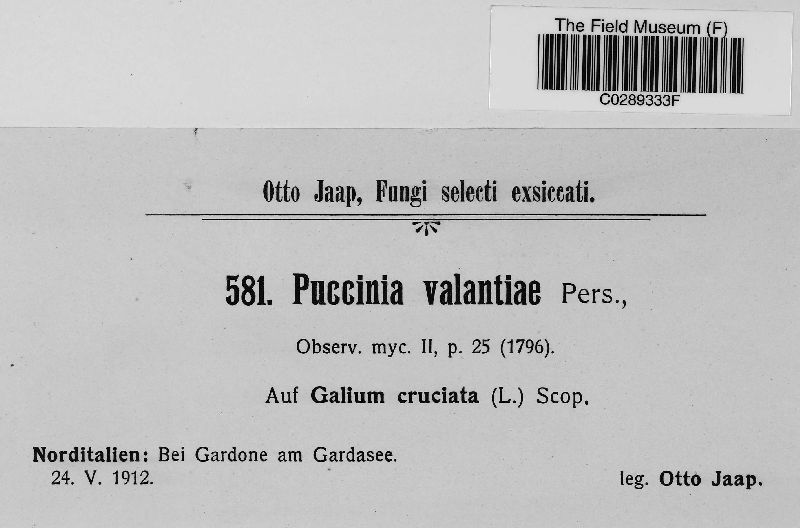 The Field Museum (F)
C0289333F
Otto Jaap, Fungi selecti exsiccati.
581. Puccinia valantiae Pers.,
Observ. myc. II, p. 25 (1796).
Auf Galium cruciata (L.) Scop.
Norditalien: Bei Gardone am Gardasee.
24. V. 1912.
leg. Otto Jaap.